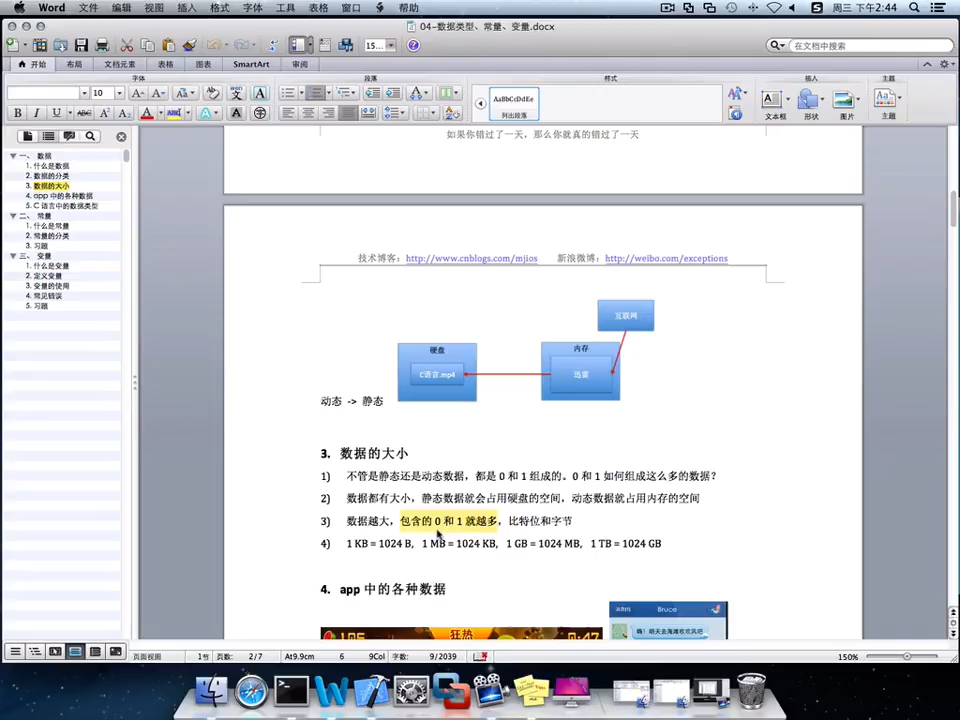 Word 文件 编辑 视图 插入 格式 字体 工具 表格 窗口 帮助 周三 下午2:44
04-数据类型、常量、变量.docx
15... 在文档中搜索
开始 布局 文档元素 表格 图表 SmartArt 审阅
字体 段落 样式 插入 主题
10 AaBbCcDdEe
列出段落 文本框 形状 图片 主题
一、 数据
1. 什么是数据
2. 数据的分类
3. 数据的大小
4. app 中的各种数据
5. C 语言中的数据类型
二、 常量
1. 什么是常量
2. 常量的分类
3. 习题
三、 变量
1. 什么是变量
2. 定义变量
3. 变量的使用
4. 常见错误
5. 习题
如果你错过了一天，那么你就真的错过了一天
技术博客：http://www.cnblogs.com/mjios 新浪微博：http://weibo.com/exceptions
互联网
硬盘 内存
C语言.mp4 迅雷
动态 -> 静态
3. 数据的大小
1) 不管是静态还是动态数据，都是 0 和 1 组成的。0 和 1 如何组成这么多的数据？
2) 数据都有大小，静态数据就会占用硬盘的空间，动态数据就占用内存的空间
3) 数据越大，包含的 0 和 1 就越多，比特位和字节
4) 1 KB = 1024 B， 1 MB = 1024 KB， 1 GB = 1024 MB， 1 TB = 1024 GB
4. app 中的各种数据
Bruce
狂热
嗨！明天去海滩吹吹风吧
页面视图 1节 页数: 2/7 At9.9cm 6 9Col 字数: 9/2039 150%